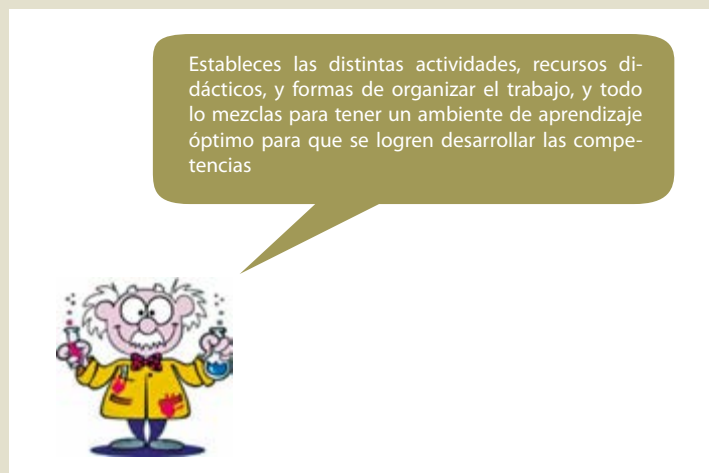 Estableces las distintas actividades, recursos di-
dácticos, y formas de organizar el trabajo, y todo
lo mezclas para tener un ambiente de aprendizaje
óptimo para que se logren desarrollar las compe-
tencias